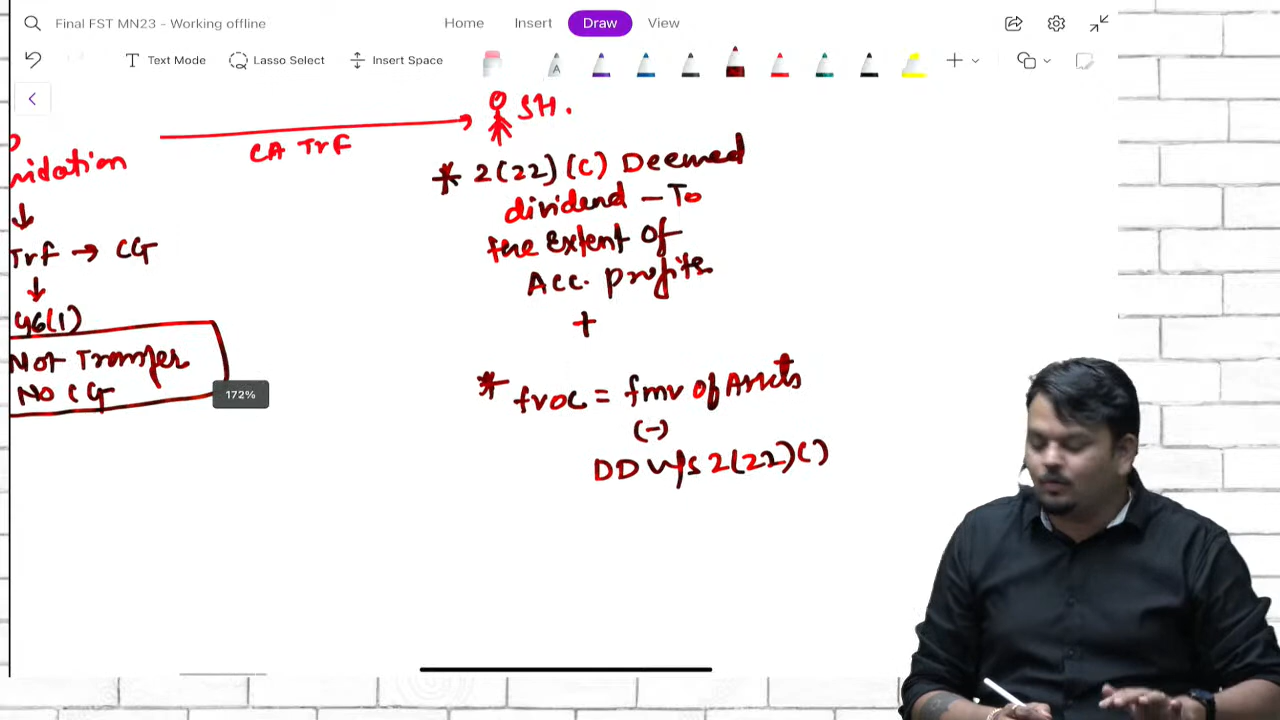 Final FST MN23 - Working offline
Home
Insert
Draw
View
Text Mode
Lasso Select
Insert Space
SH.
CA Trf
idation
Trf → CG
46(1)
Not Transfer
No CG
172%
* 2(22)(c) Deemed
dividend - To
the Extent Of
Acc. profits
+
* fvoc = fmv of Assets
(-)
DD u/s 2(22)()